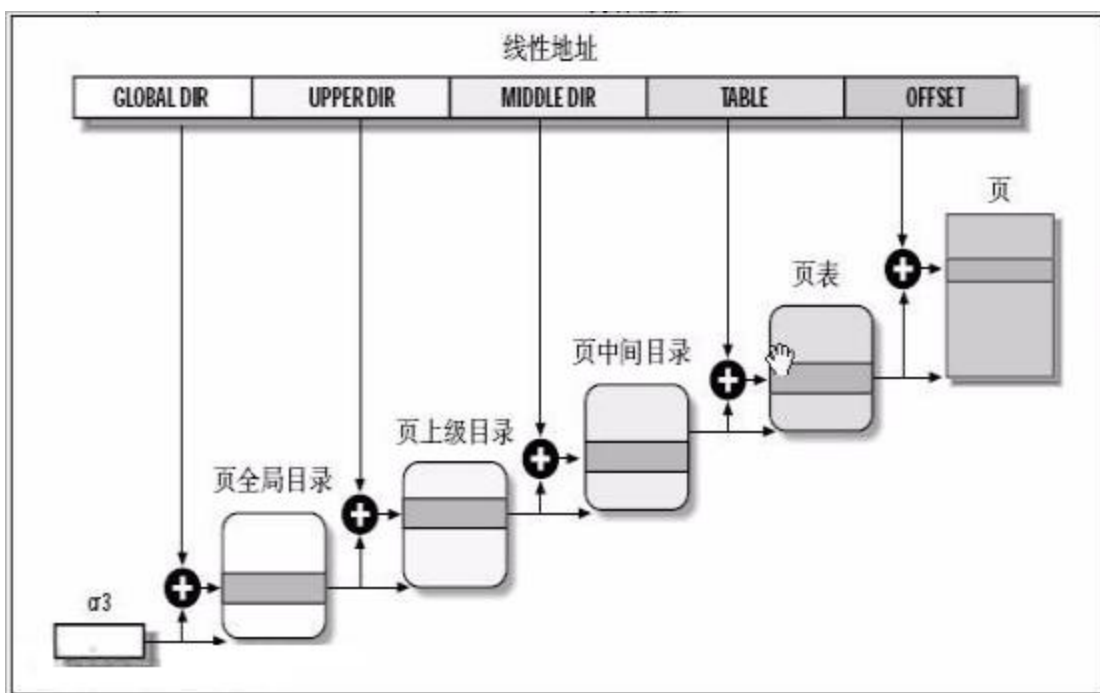 线性地址
GLOBAL DIR UPPER DIR MIDDLE DIR TABLE OFFSET
页
页表
页中间目录
页上级目录
页全局目录
cr3